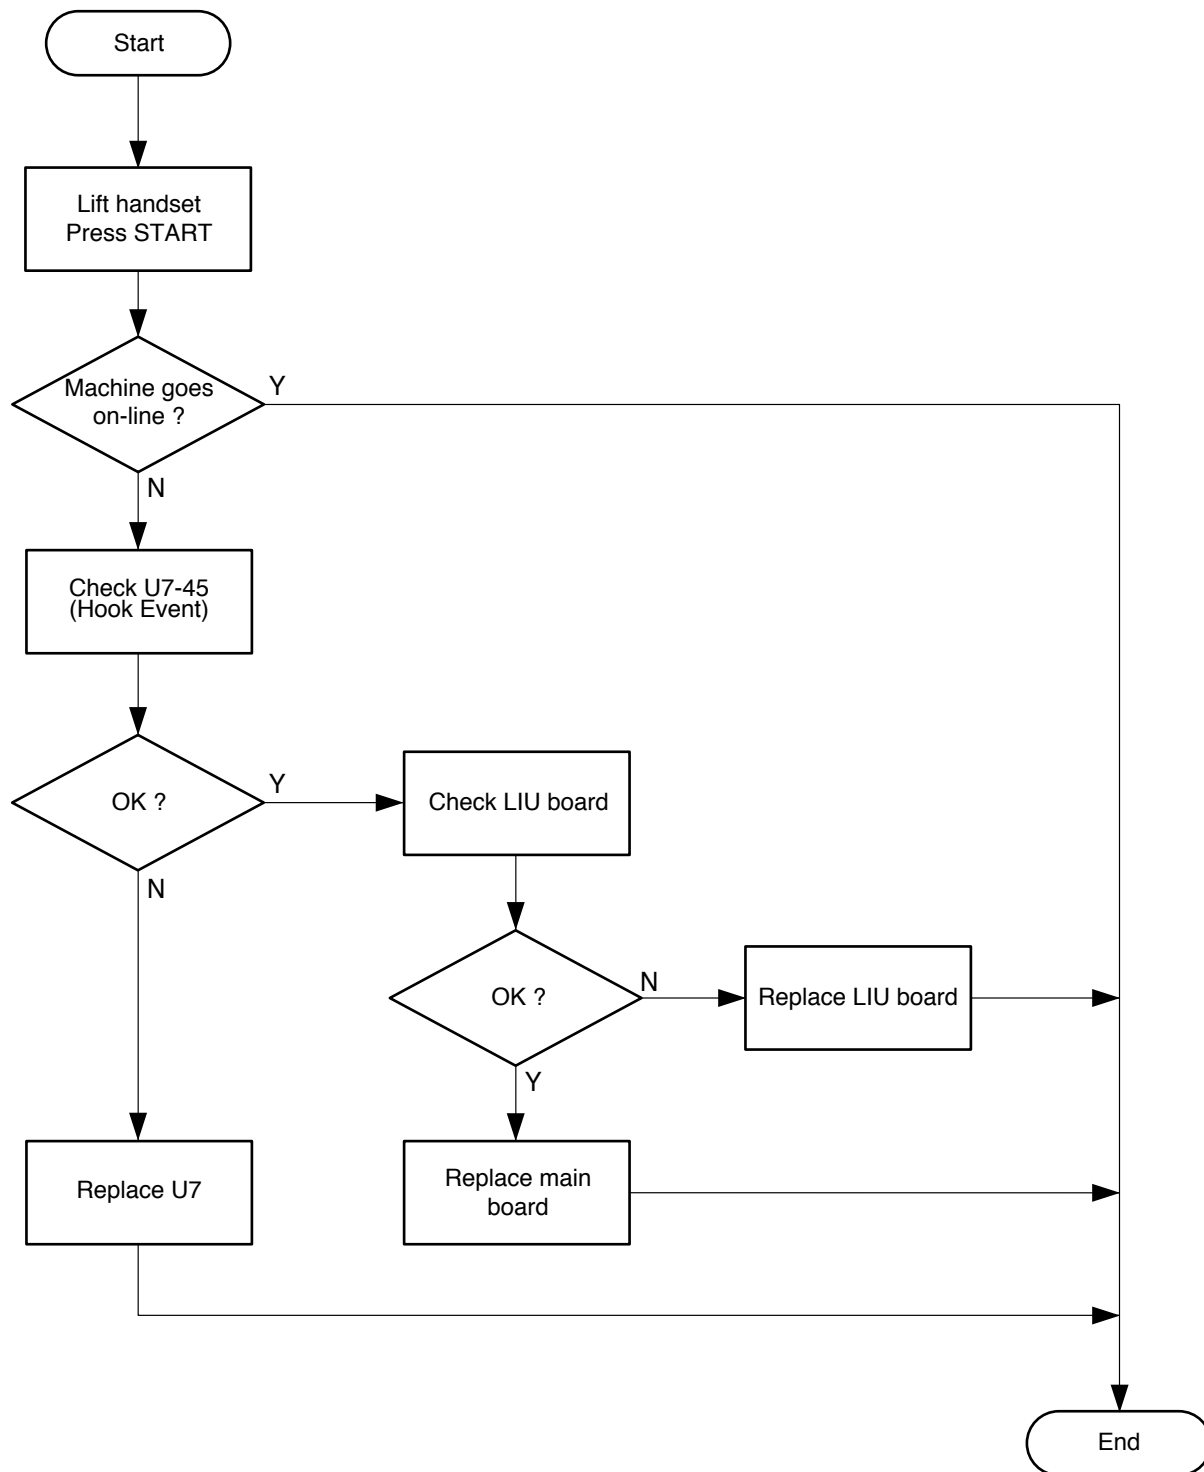 Start
Lift handset
Press START
Machine goes
on-line ?
Y
N
Check U7-45
(Hook Event)
OK ?
Y
Check LIU board
N
OK ?
N
Replace LIU board
Y
Replace U7
Replace main
board
End